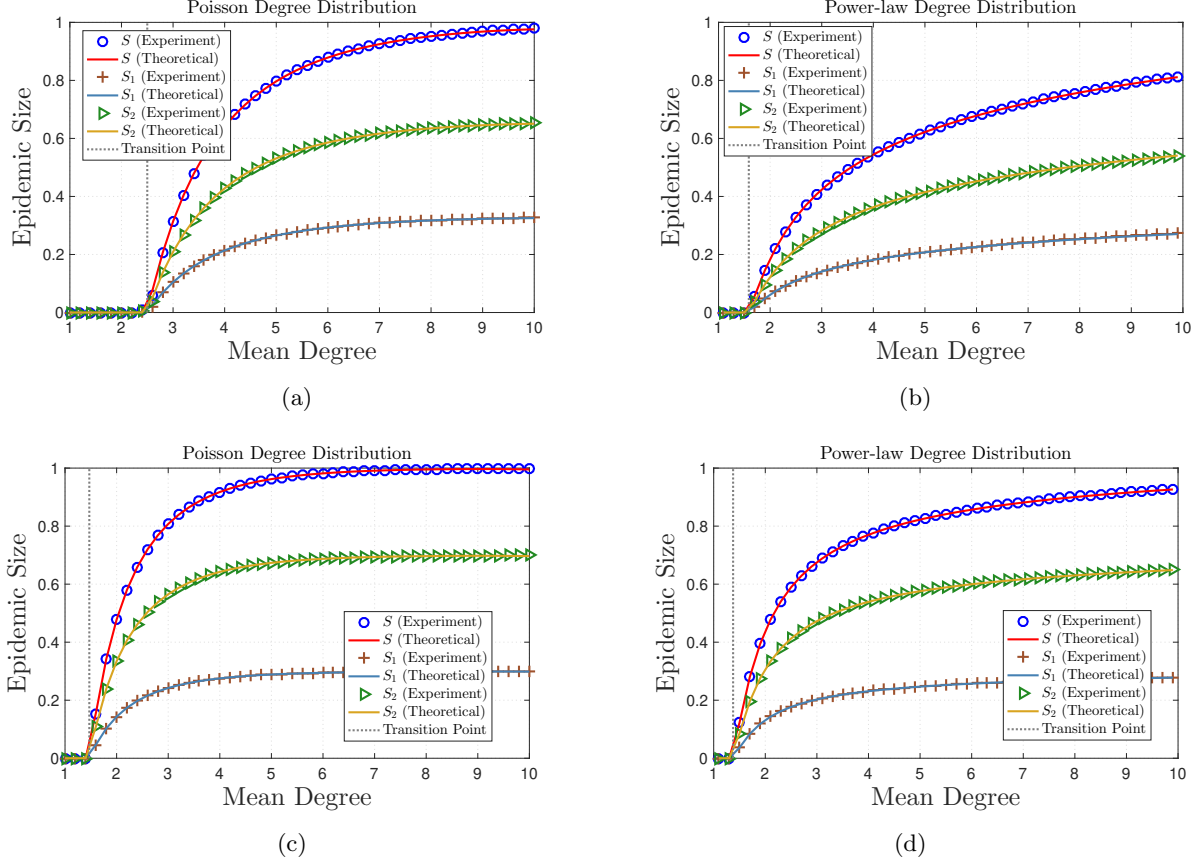 Poisson Degree Distribution
1
0.8
0.6
0.4
0.2
0
Epidemic Size
S (Experiment)
S (Theoretical)
S₁ (Experiment)
S₁ (Theoretical)
S₂ (Experiment)
S₂ (Theoretical)
Transition Point
1 2 3 4 5 6 7 8 9 10
Mean Degree
(a)
Power-law Degree Distribution
1
0.8
0.6
0.4
0.2
0
Epidemic Size
S (Experiment)
S (Theoretical)
S₁ (Experiment)
S₁ (Theoretical)
S₂ (Experiment)
S₂ (Theoretical)
Transition Point
1 2 3 4 5 6 7 8 9 10
Mean Degree
(b)
Poisson Degree Distribution
1
0.8
0.6
0.4
0.2
0
Epidemic Size
S (Experiment)
S (Theoretical)
S₁ (Experiment)
S₁ (Theoretical)
S₂ (Experiment)
S₂ (Theoretical)
Transition Point
1 2 3 4 5 6 7 8 9 10
Mean Degree
(c)
Power-law Degree Distribution
1
0.8
0.6
0.4
0.2
0
Epidemic Size
S (Experiment)
S (Theoretical)
S₁ (Experiment)
S₁ (Theoretical)
S₂ (Experiment)
S₂ (Theoretical)
Transition Point
1 2 3 4 5 6 7 8 9 10
Mean Degree
(d)